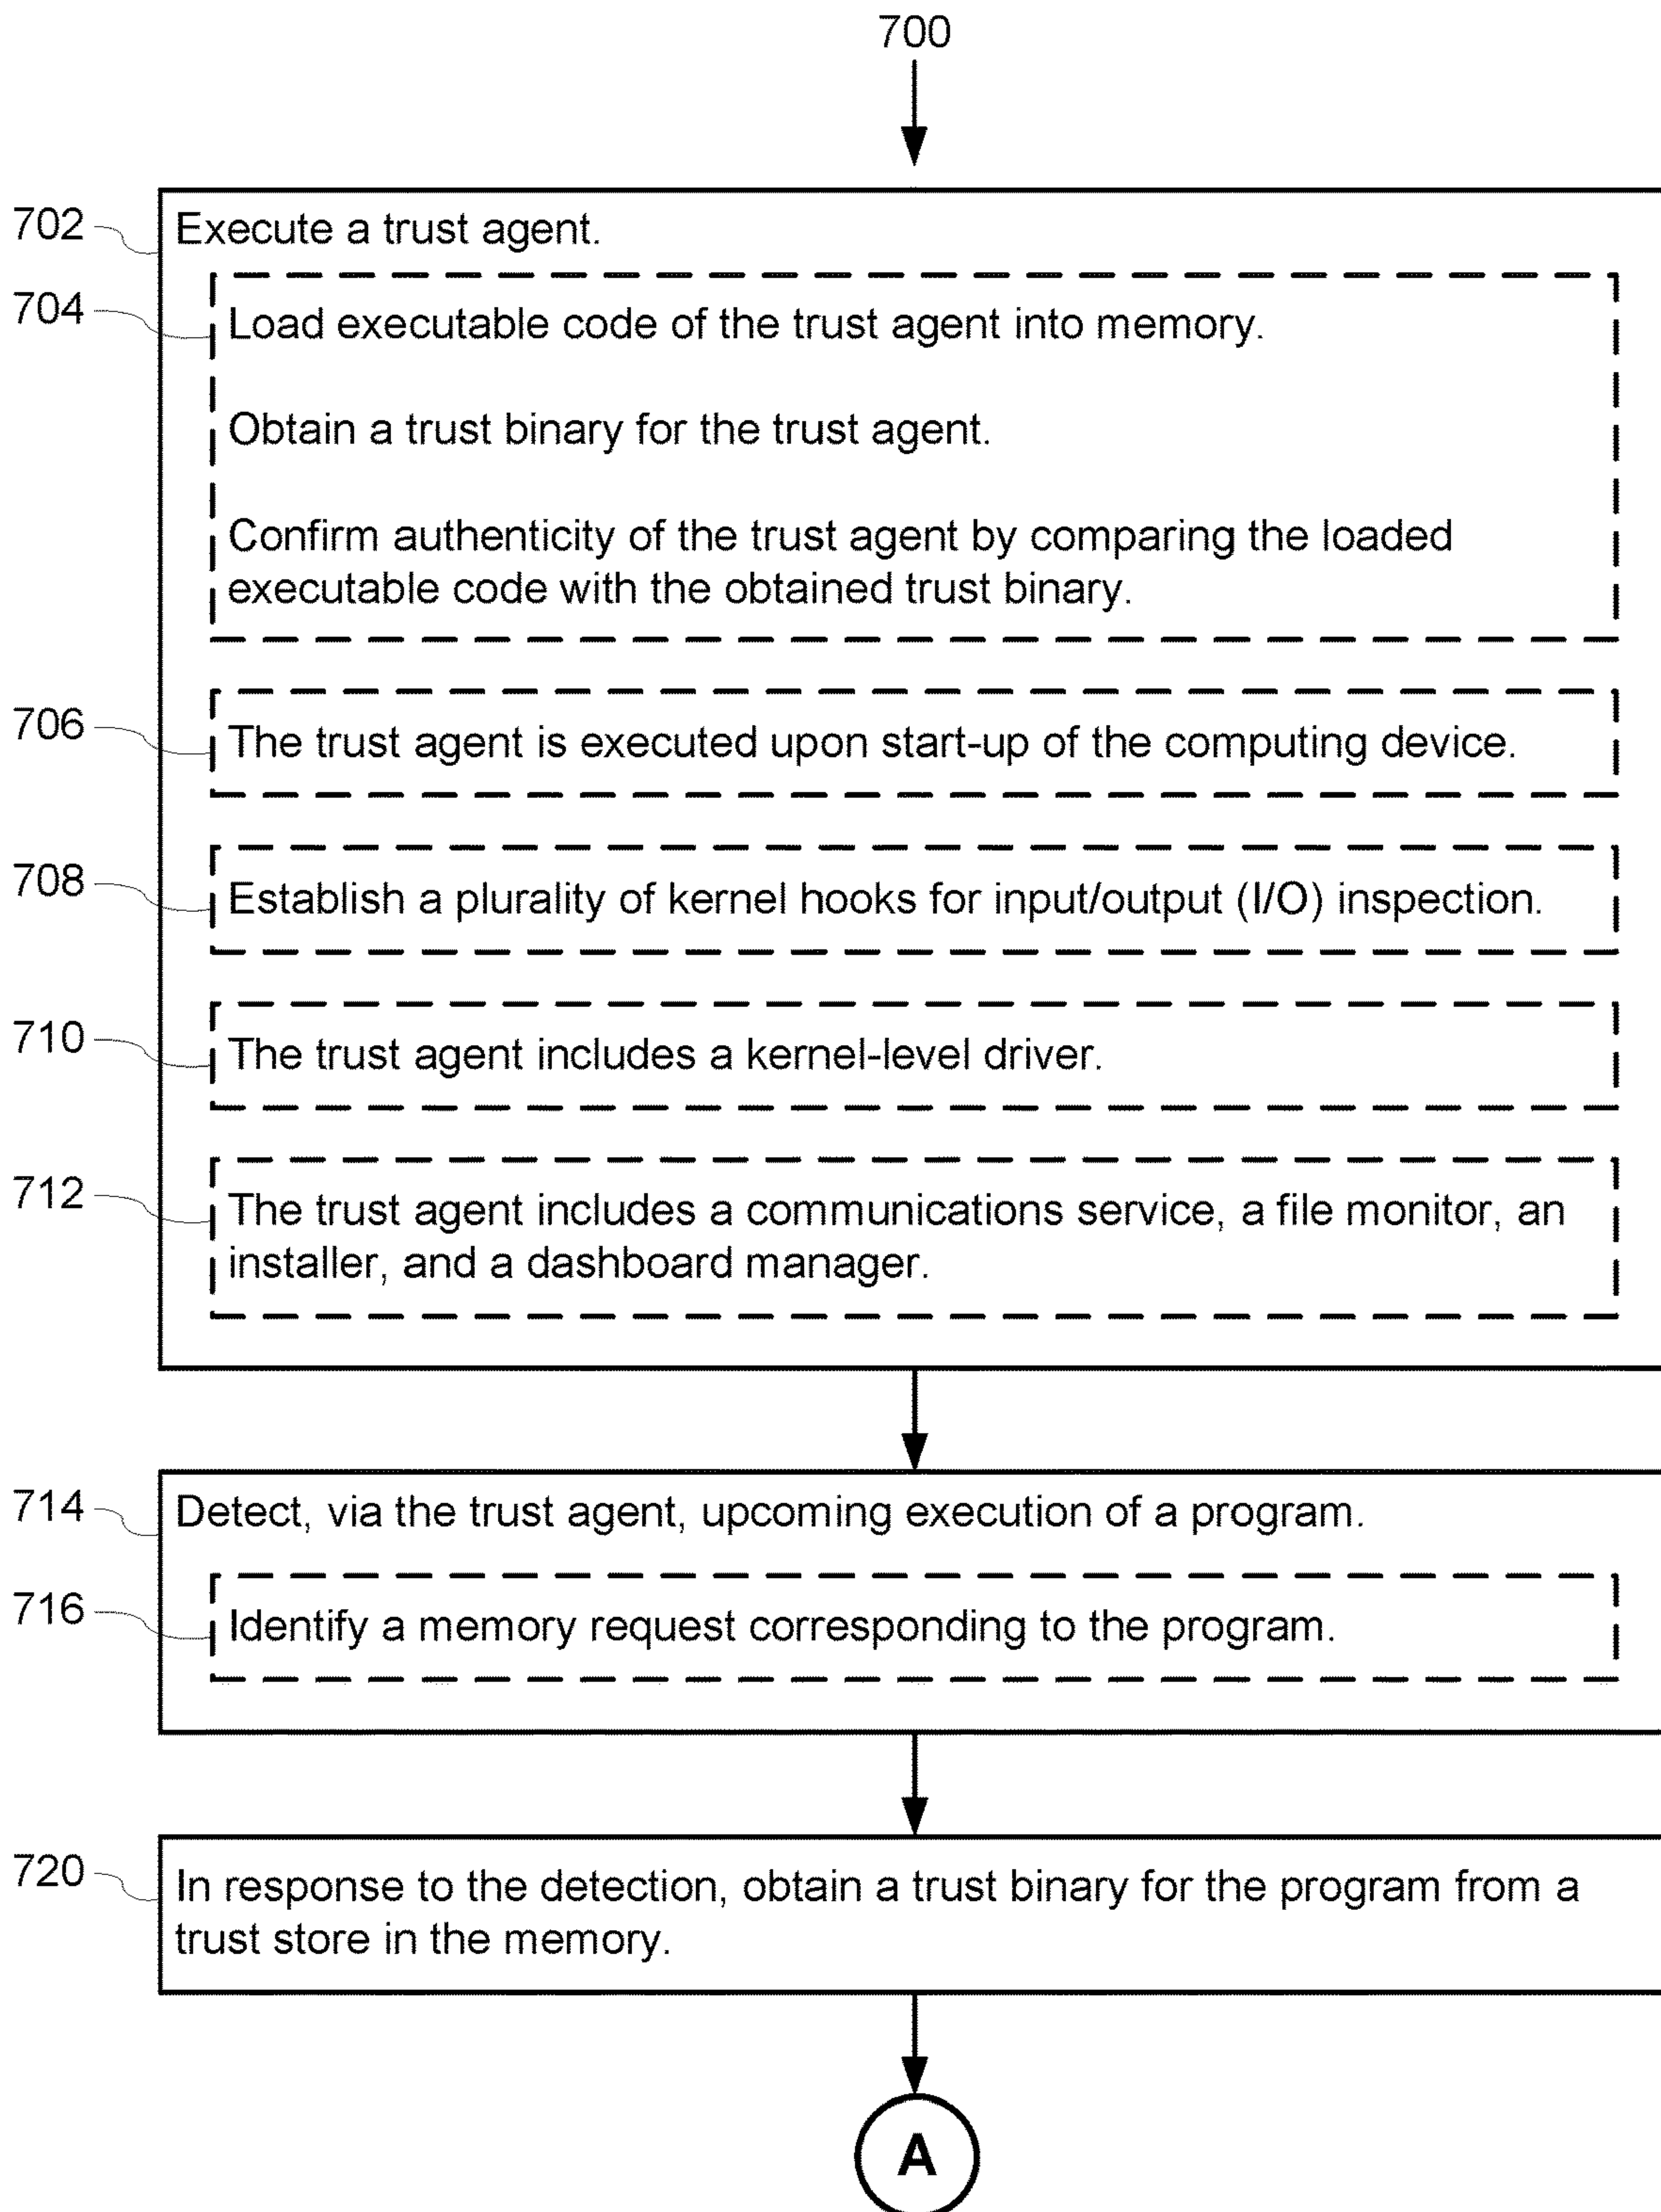 700
702
Execute a trust agent.
704
Load executable code of the trust agent into memory.
Obtain a trust binary for the trust agent.
Confirm authenticity of the trust agent by comparing the loaded
executable code with the obtained trust binary.
706
The trust agent is executed upon start-up of the computing device.
708
Establish a plurality of kernel hooks for input/output (I/O) inspection.
710
The trust agent includes a kernel-level driver.
712
The trust agent includes a communications service, a file monitor, an
installer, and a dashboard manager.
714
Detect, via the trust agent, upcoming execution of a program.
716
Identify a memory request corresponding to the program.
720
In response to the detection, obtain a trust binary for the program from a
trust store in the memory.
A